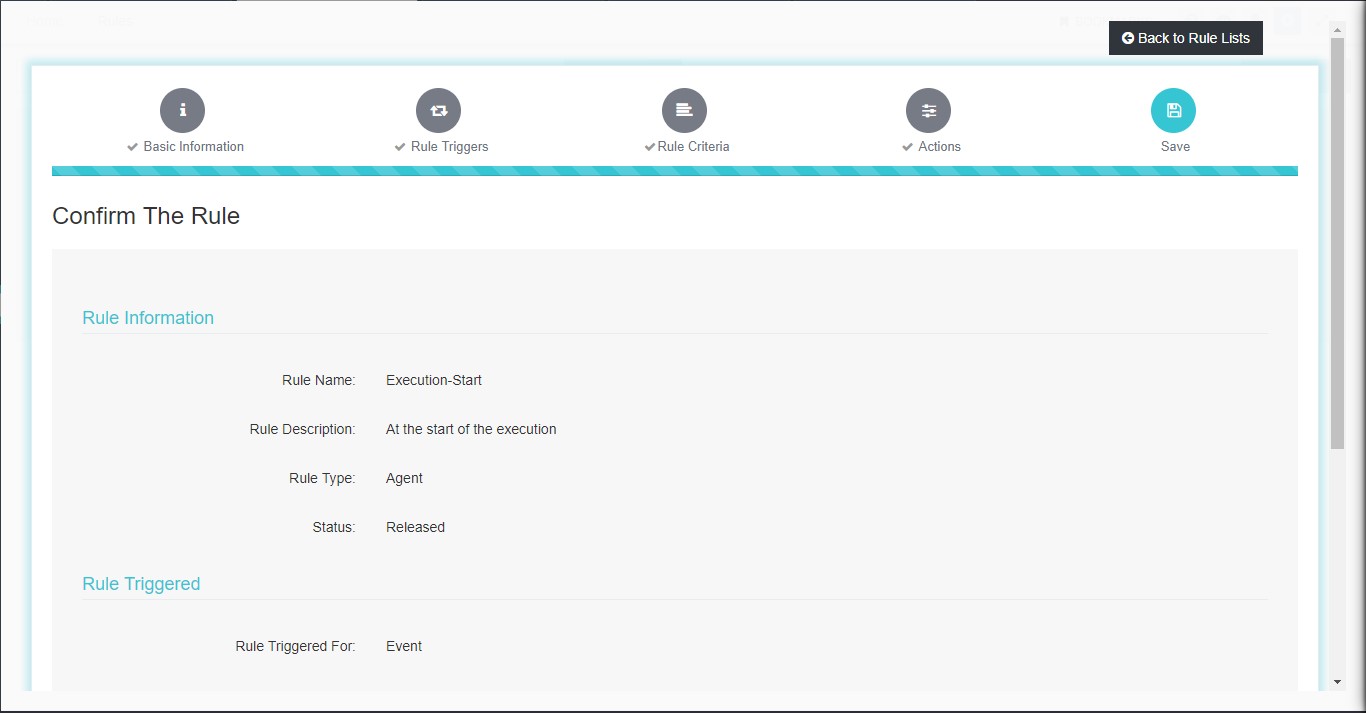 Back to Rule Lists
Basic Information
Rule Triggers
Rule Criteria
Actions
Save
Confirm The Rule
Rule Information
Rule Name: Execution-Start
Rule Description: At the start of the execution
Rule Type: Agent
Status: Released
Rule Triggered
Rule Triggered For: Event